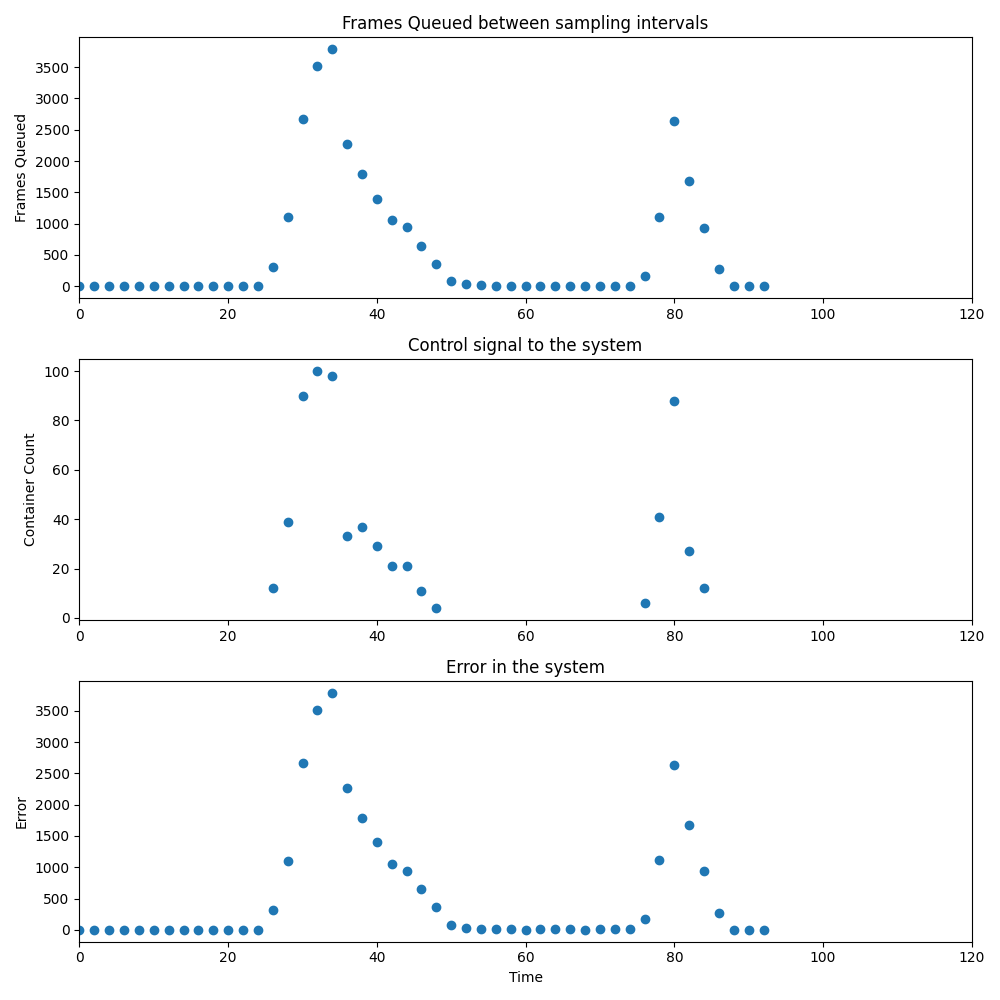 Frames Queued between sampling intervals
Frames Queued
3500
3000
2500
2000
1500
1000
500
0
0 20 40 60 80 100 120
Control signal to the system
Container Count
100
80
60
40
20
0
0 20 40 60 80 100 120
Error in the system
Error
3500
3000
2500
2000
1500
1000
500
0
0 20 40 60 80 100 120
Time